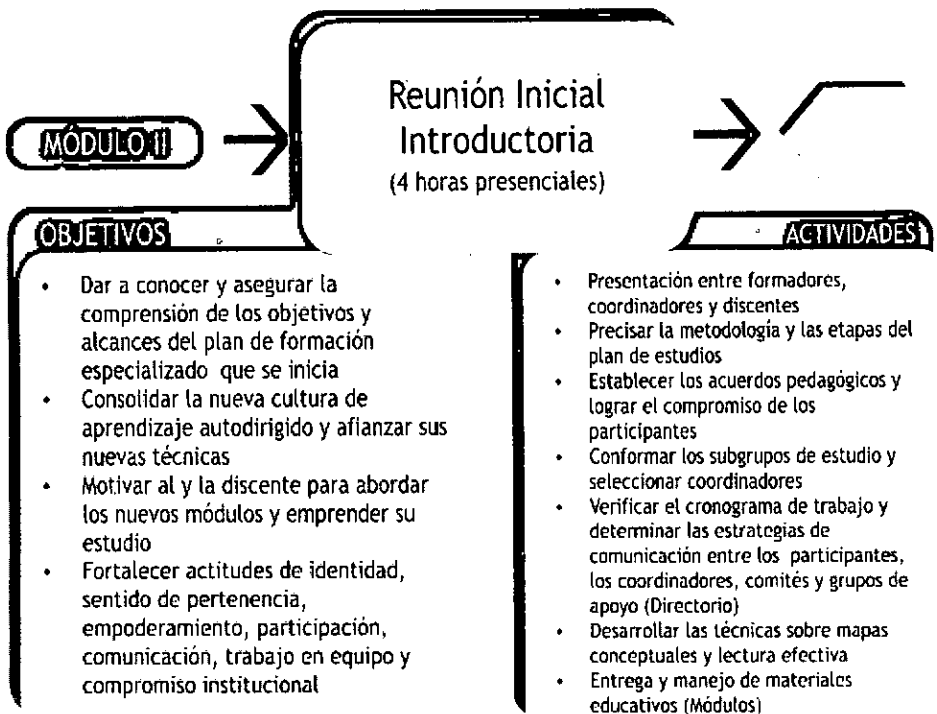 MÓDULO II
Reunión Inicial
Introductoria
(4 horas presenciales)
OBJETIVOS
• Dar a conocer y asegurar la
comprensión de los objetivos y
alcances del plan de formación
especializado que se inicia
• Consolidar la nueva cultura de
aprendizaje autodirigido y afianzar sus
nuevas técnicas
• Motivar al y la discente para abordar
los nuevos módulos y emprender su
estudio
• Fortalecer actitudes de identidad,
sentido de pertenencia,
empoderamiento, participación,
comunicación, trabajo en equipo y
compromiso institucional
ACTIVIDADES
• Presentación entre formadores,
coordinadores y discentes
• Precisar la metodología y las etapas del
plan de estudios
• Establecer los acuerdos pedagógicos y
lograr el compromiso de los
participantes
• Conformar los subgrupos de estudio y
seleccionar coordinadores
• Verificar el cronograma de trabajo y
determinar las estrategias de
comunicación entre los participantes,
los coordinadores, comités y grupos de
apoyo (Directorio)
• Desarrollar las técnicas sobre mapas
conceptuales y lectura efectiva
• Entrega y manejo de materiales
educativos (Módulos)